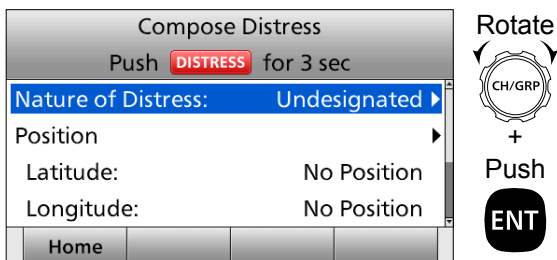 Compose Distress
Push DISTRESS for 3 sec
Nature of Distress: Undesignated
Position
Latitude: No Position
Longitude: No Position
Home
Rotate
CH/GRP
+
Push
ENT